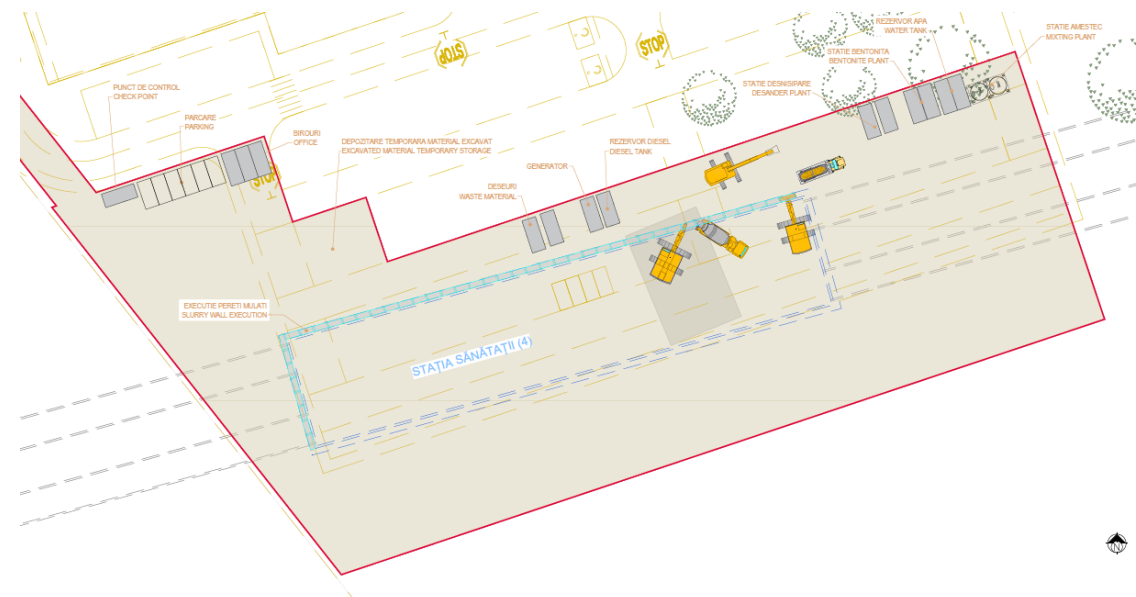 REZERVOR APA
WATER TANK
STATIE AMESTEC
MIXTING PLANT
STOP
STOP
STATIE BENTONITA
BENTONITE PLANT
STATIE DESNISIPARE
DESANDER PLANT
PUNCT DE CONTROL
CHECK POINT
PARCARE
PARKING
BIROURI
OFFICE
DEPOZITARE TEMPORARA MATERIAL EXCAVAT
EXCAVATED MATERIAL TEMPORARY STORAGE
REZERVOR DIESEL
DIESEL TANK
GENERATOR
STOP
DESEURI
WASTE MATERIAL
EXECUTIE PERETI MULATI
SLURRY WALL EXECUTION
STAȚIA SĂNĂTAȚII (4)
N